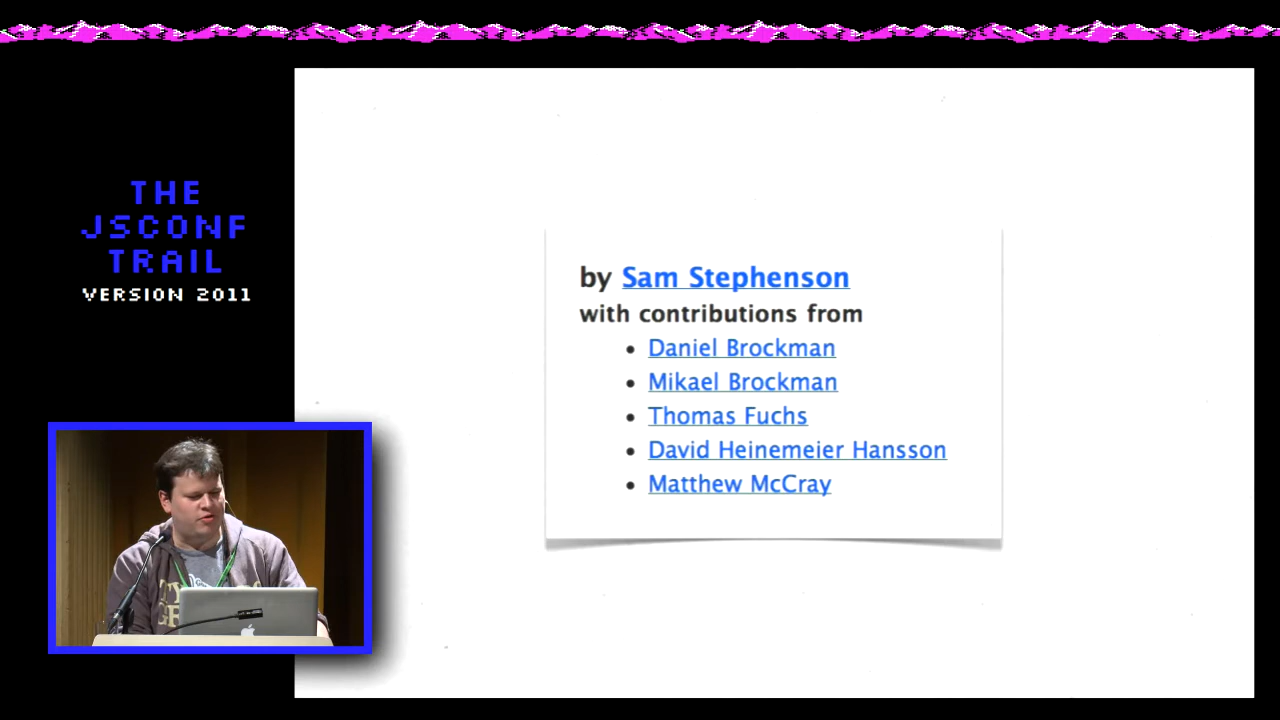 THE
JSCONF
TRAIL
VERSION 2011
by Sam Stephenson
with contributions from
• Daniel Brockman
• Mikael Brockman
• Thomas Fuchs
• David Heinemeier Hansson
• Matthew McCray